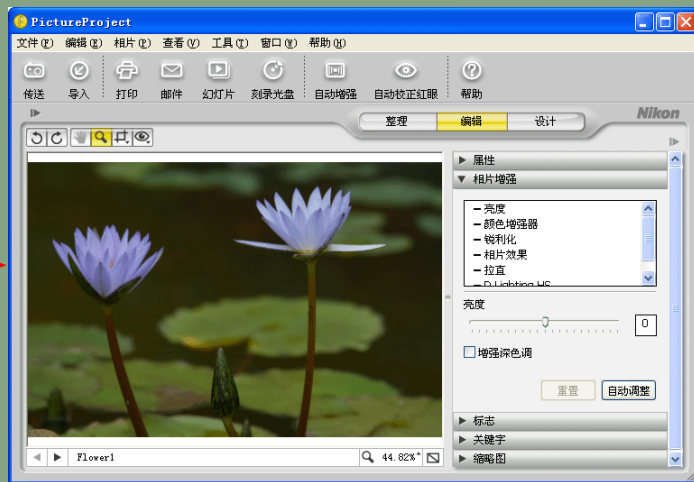 PictureProject
文件(F) 编辑(E) 相片(P) 查看(V) 工具(T) 窗口(W) 帮助(H)
传送 导入 打印 邮件 幻灯片 刻录光盘 自动增强 自动校正红眼 帮助
Nikon
整理 编辑 设计
属性
相片增强
亮度
颜色增强器
锐利化
相片效果
拉直
D-Lighting HS
亮度
0
增强深色调
重置 自动调整
标志
关键字
缩略图
Flower1 44.82%